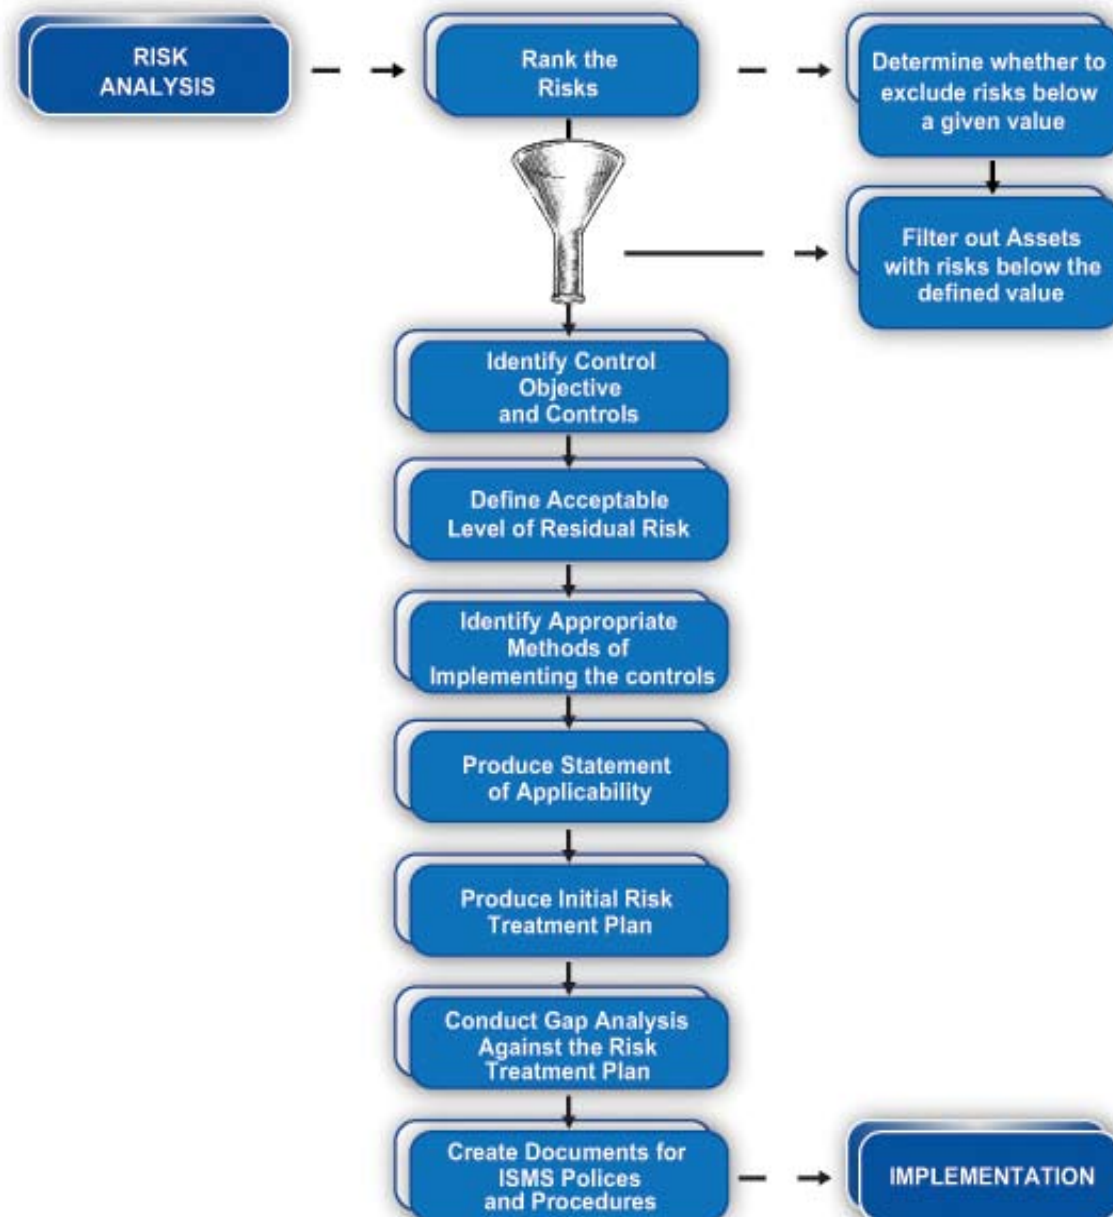 RISK
ANALYSIS
Rank the
Risks
Determine whether to
exclude risks below
a given value
Filter out Assets
with risks below the
defined value
Identify Control
Objective
and Controls
Define Acceptable
Level of Residual Risk
Identify Appropriate
Methods of
Implementing the controls
Produce Statement
of Applicability
Produce Initial Risk
Treatment Plan
Conduct Gap Analysis
Against the Risk
Treatment Plan
Create Documents for
ISMS Polices
and Procedures
IMPLEMENTATION